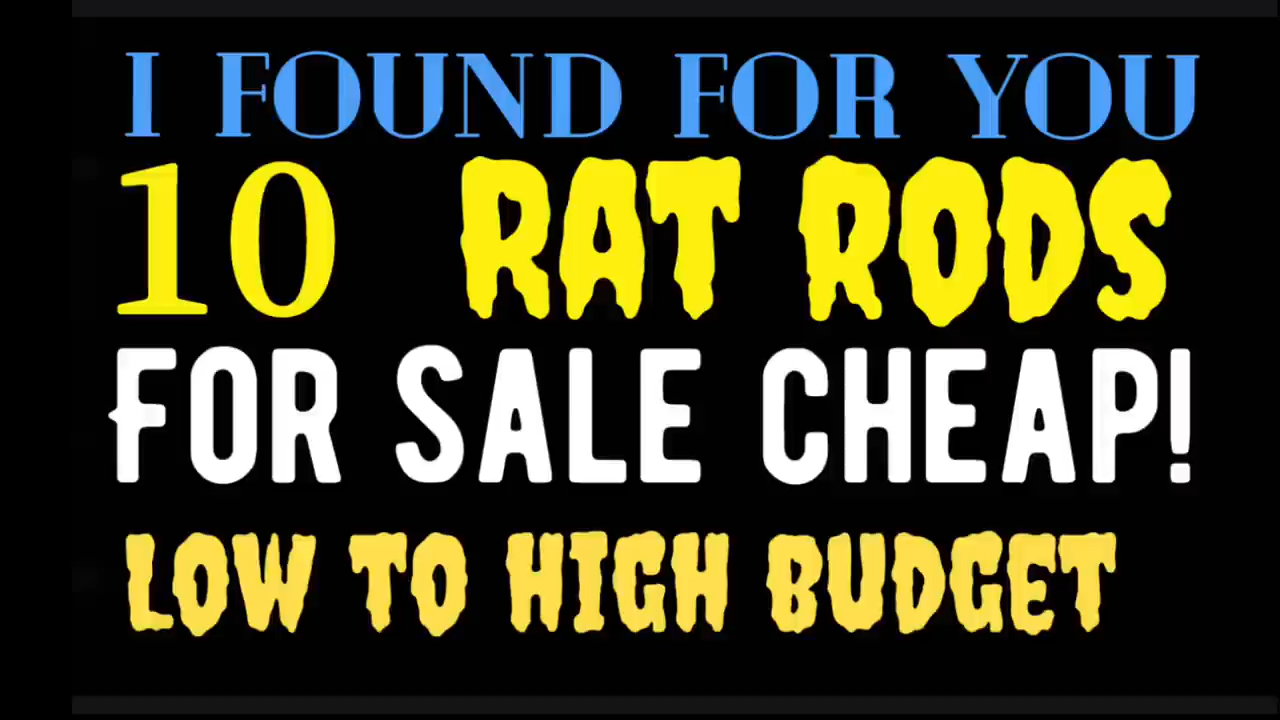 I FOUND FOR YOU
10 RAT RODS
FOR SALE CHEAP!
LOW TO HIGH BUDGET